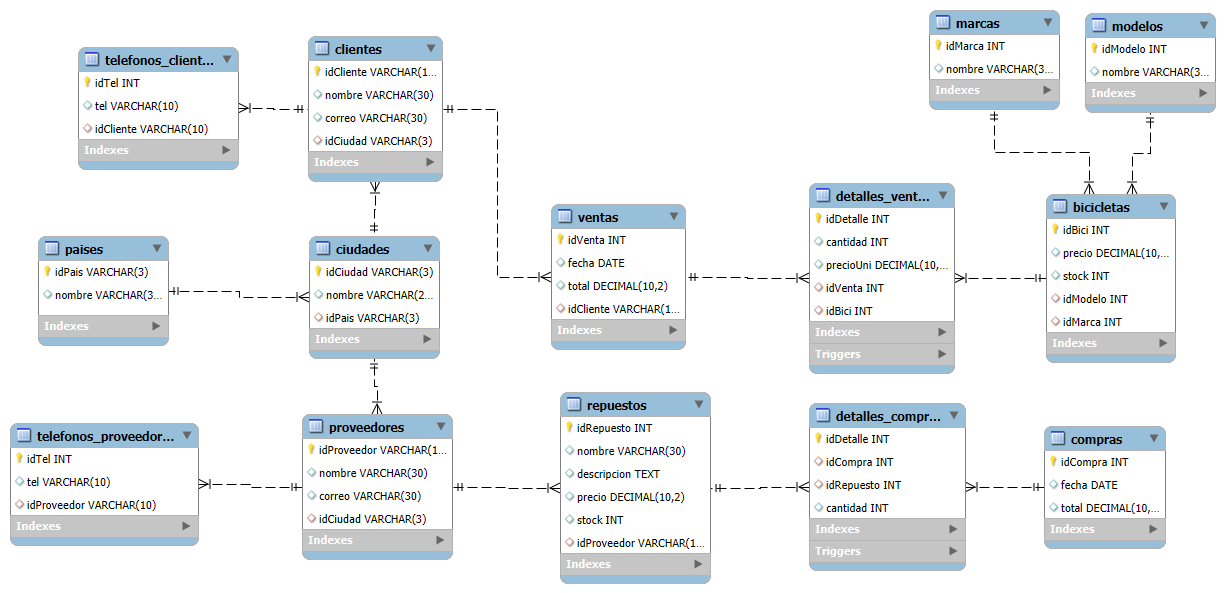 marcas
idMarca INT
nombre VARCHAR(3...
Indexes
modelos
idModelo INT
nombre VARCHAR(3...
Indexes
telefonos_client...
idTel INT
tel VARCHAR(10)
idCliente VARCHAR(10)
Indexes
clientes
idCliente VARCHAR(1...
nombre VARCHAR(30)
correo VARCHAR(30)
idCiudad VARCHAR(3)
Indexes
paises
idPais VARCHAR(3)
nombre VARCHAR(3...
Indexes
ciudades
idCiudad VARCHAR(3)
nombre VARCHAR(2...
idPais VARCHAR(3)
Indexes
ventas
idVenta INT
fecha DATE
total DECIMAL(10,2)
idCliente VARCHAR(1...
Indexes
detalles_vent...
idDetalle INT
cantidad INT
precioUni DECIMAL(10,...
idVenta INT
idBici INT
Indexes
Triggers
bicicletas
idBici INT
precio DECIMAL(10,...
stock INT
idModelo INT
idMarca INT
Indexes
telefonos_proveedor...
idTel INT
tel VARCHAR(10)
idProveedor VARCHAR(10)
Indexes
proveedores
idProveedor VARCHAR(1...
nombre VARCHAR(30)
correo VARCHAR(30)
idCiudad VARCHAR(3)
Indexes
repuestos
idRepuesto INT
nombre VARCHAR(30)
descripcion TEXT
precio DECIMAL(10,2)
stock INT
idProveedor VARCHAR(1...
Indexes
detalles_compr...
idDetalle INT
idCompra INT
idRepuesto INT
cantidad INT
Indexes
Triggers
compras
idCompra INT
fecha DATE
total DECIMAL(10,...
Indexes